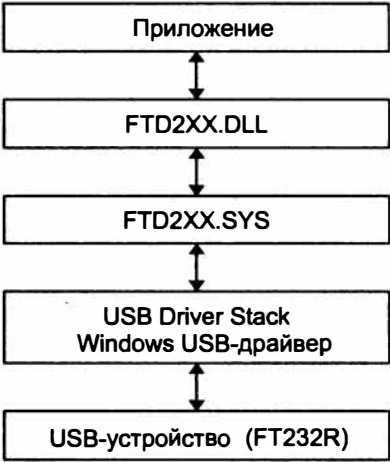 Приложение
FTD2XX.DLL
FTD2XX.SYS
USB Driver Stack
Windows USB-драйвер
USB-устройство (FT232R)